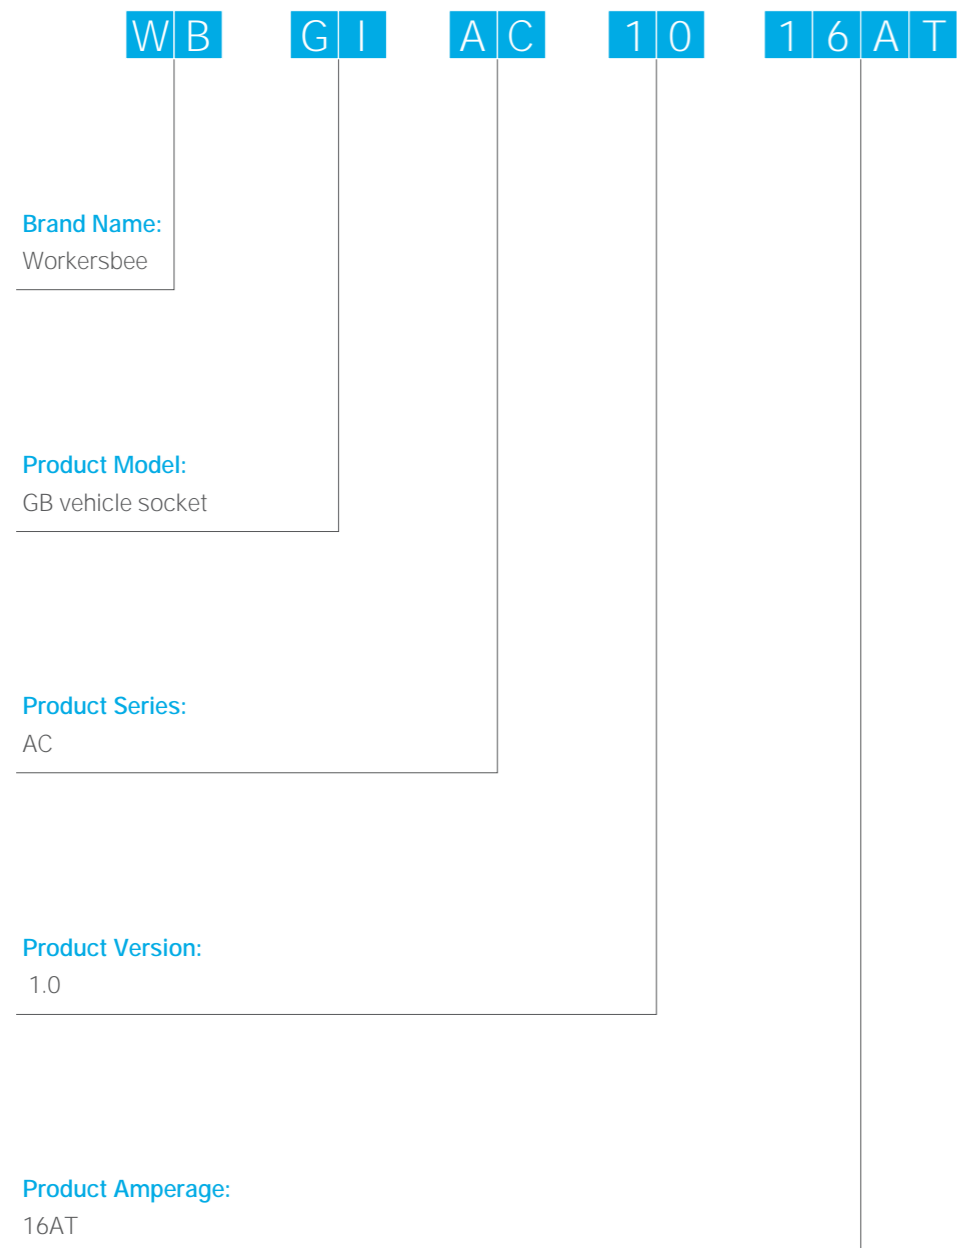 WB GI AC 10 16AT
Brand Name:
Workersbee
Product Model:
GB vehicle socket
Product Series:
AC
Product Version:
1.0
Product Amperage:
16AT